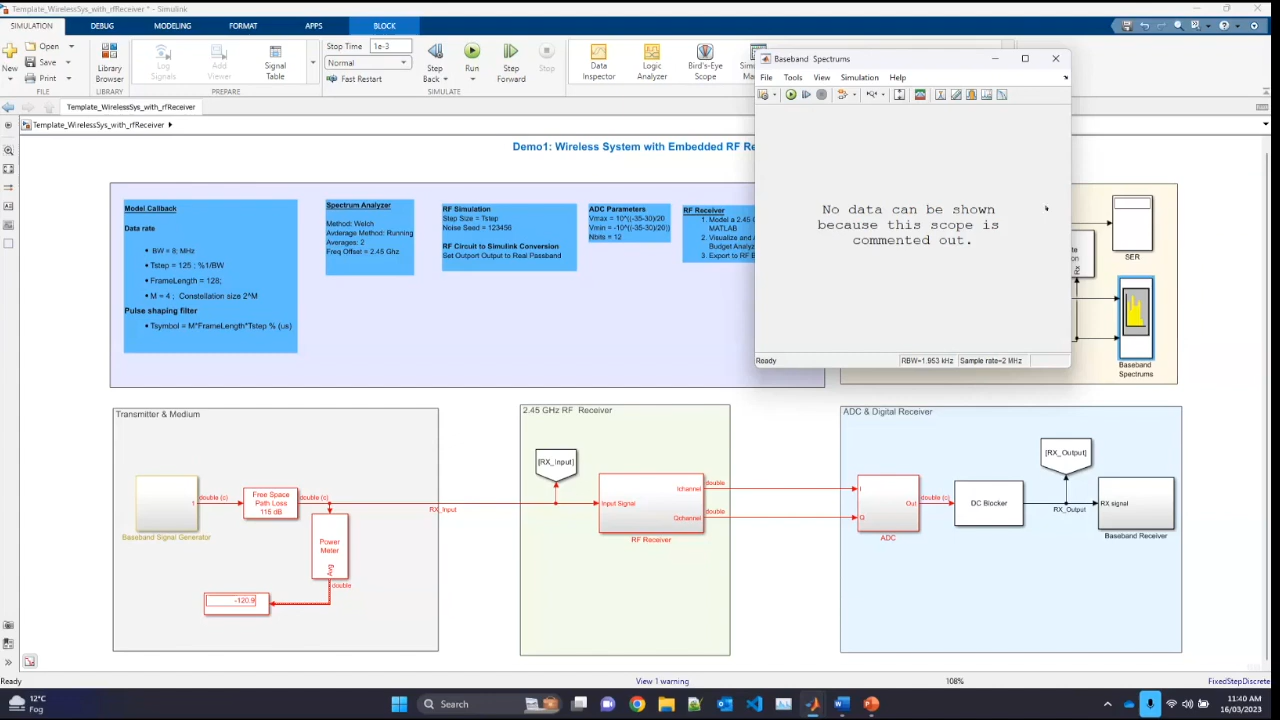 Template_WirelessSys_with_rfReceiver * - Simulink
SIMULATION
DEBUG
MODELING
FORMAT
APPS
BLOCK
New
Open
Save
Print
FILE
Library
Browser
LIBRARY
Log
Signals
Add
Viewer
Signal
Table
PREPARE
Stop Time
1e-3
Normal
Fast Restart
Step
Back
Run
Step
Forward
Stop
SIMULATE
Data
Inspector
Logic
Analyzer
Bird's-Eye
Scope
Template_WirelessSys_with_rfReceiver
Template_WirelessSys_with_rfReceiver
Demo1: Wireless System with Embedded RF Re
Model Callback
Data rate
BW = 8; MHz
Tstep = 125 ; %1/BW
FrameLength = 128;
M = 4 ; Constellation size 2^M
Pulse shaping filter
Tsymbol = M*FrameLength*Tstep % (us)
Spectrum Analyzer
Method: Welch
Avderage Method: Running
Averages: 2
Freq Offset = 2.45 Ghz
RF Simulation
Step Size = Tstep
Noise Seed = 123456
RF Circuit to Simulink Conversion
Set Outport Output to Real Passband
ADC Parameters
Vmax = 10^((-35-30)/20
Vmin = -10^((-35-30)/20))
Nbits = 12
RF Receiver
1. Model a 2.45 G
MATLAB
2. Visualize and A
Budget Analyz
3. Export to RF B
Baseband Spectrums
File
Tools
View
Simulation
Help
No data can be shown
because this scope is
commented out.
Ready
RBW=1.953 kHz
Sample rate=2 MHz
Rx
SER
Baseband
Spectrums
Transmitter & Medium
1
Baseband Signal Generator
double (c)
Free Space
Path Loss
115 dB
double (c)
RX_Input
Power
Meter
Avg
double
-120.9
2.45 GHz RF Receiver
[RX_Input]
Input Signal
Ichannel
Qchannel
RF Receiver
double
double
ADC & Digital Receiver
I
Q
Out
ADC
double (c)
DC Blocker
[RX_Output]
RX_Output
RX signal
Baseband Receiver
Ready
View 1 warning
108%
FixedStepDiscrete
12°C
Fog
Search
11:40 AM
16/03/2023